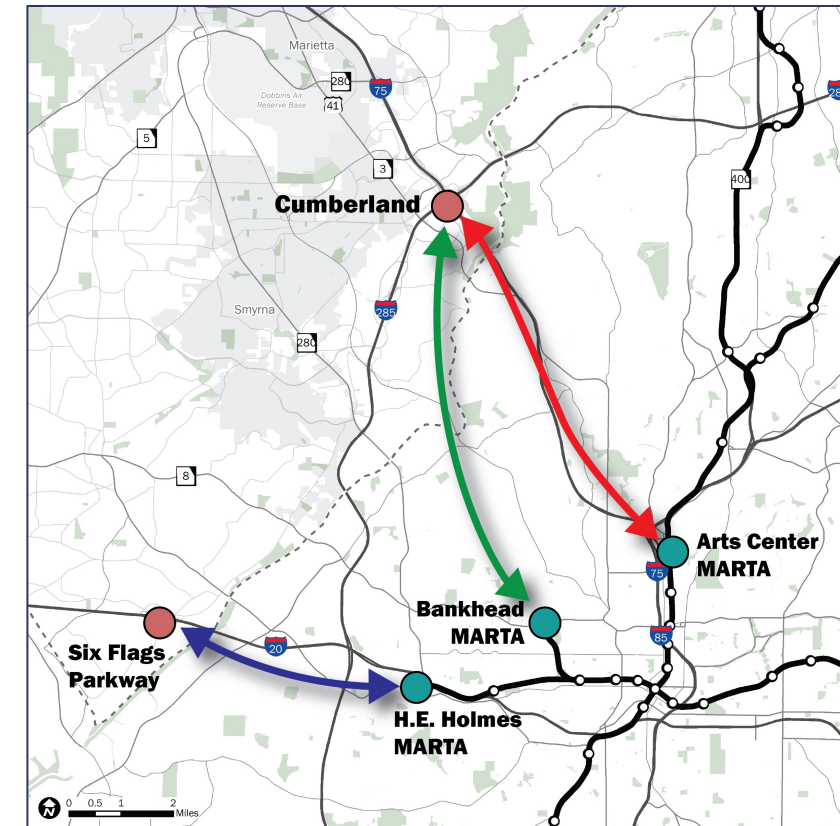 Marietta
280
75
Dobbins Air
Reserve Base
41
28
5
3
400
Cumberland
285
Smyrna
280
8
Arts Center
MARTA
75
Bankhead
MARTA
85
20
Six Flags
Parkway
H.E. Holmes
MARTA
N
0 0.5 1 2
Miles